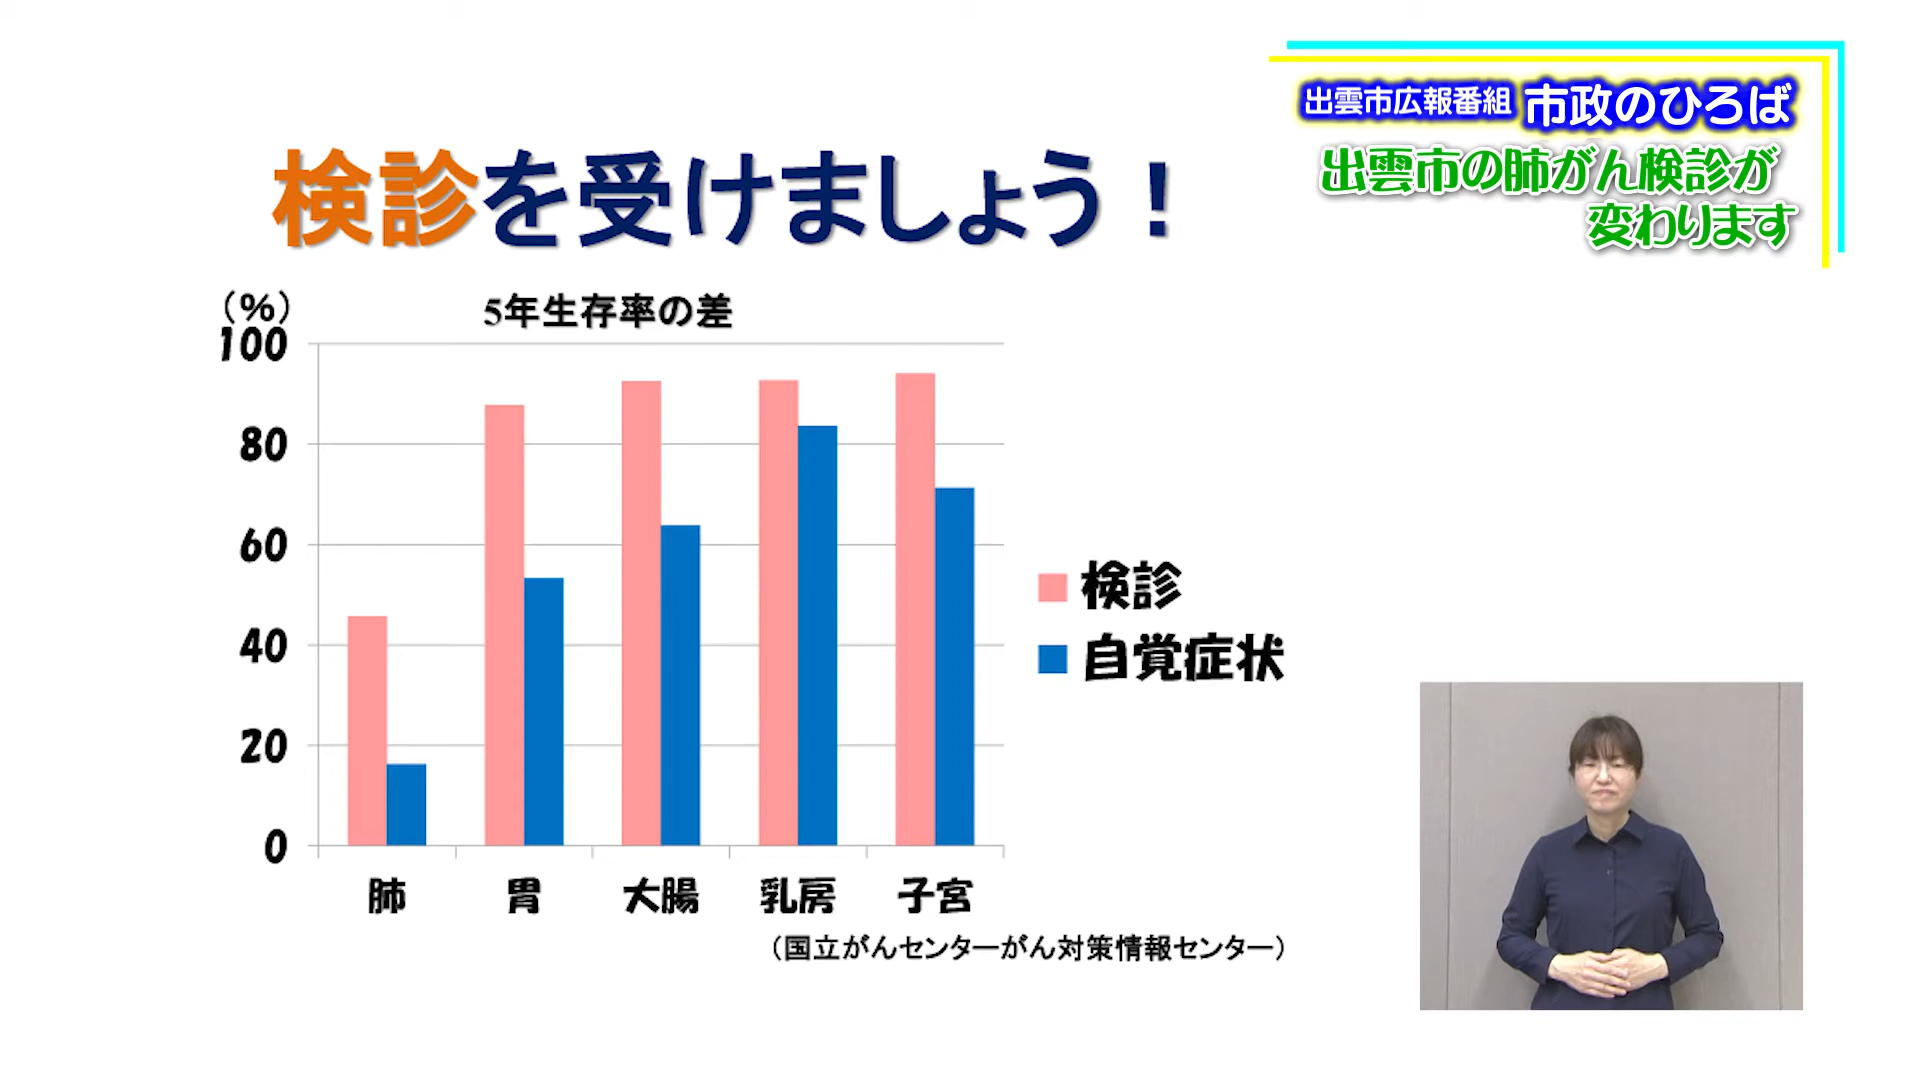 出雲市広報番組 市政のひろば
出雲市の肺がん検診が
変わります
検診を受けましょう！
（%）
5年生存率の差
100
80
60
40
20
0
肺 胃 大腸 乳房 子宮
検診
自覚症状
（国立がんセンターがん対策情報センター）